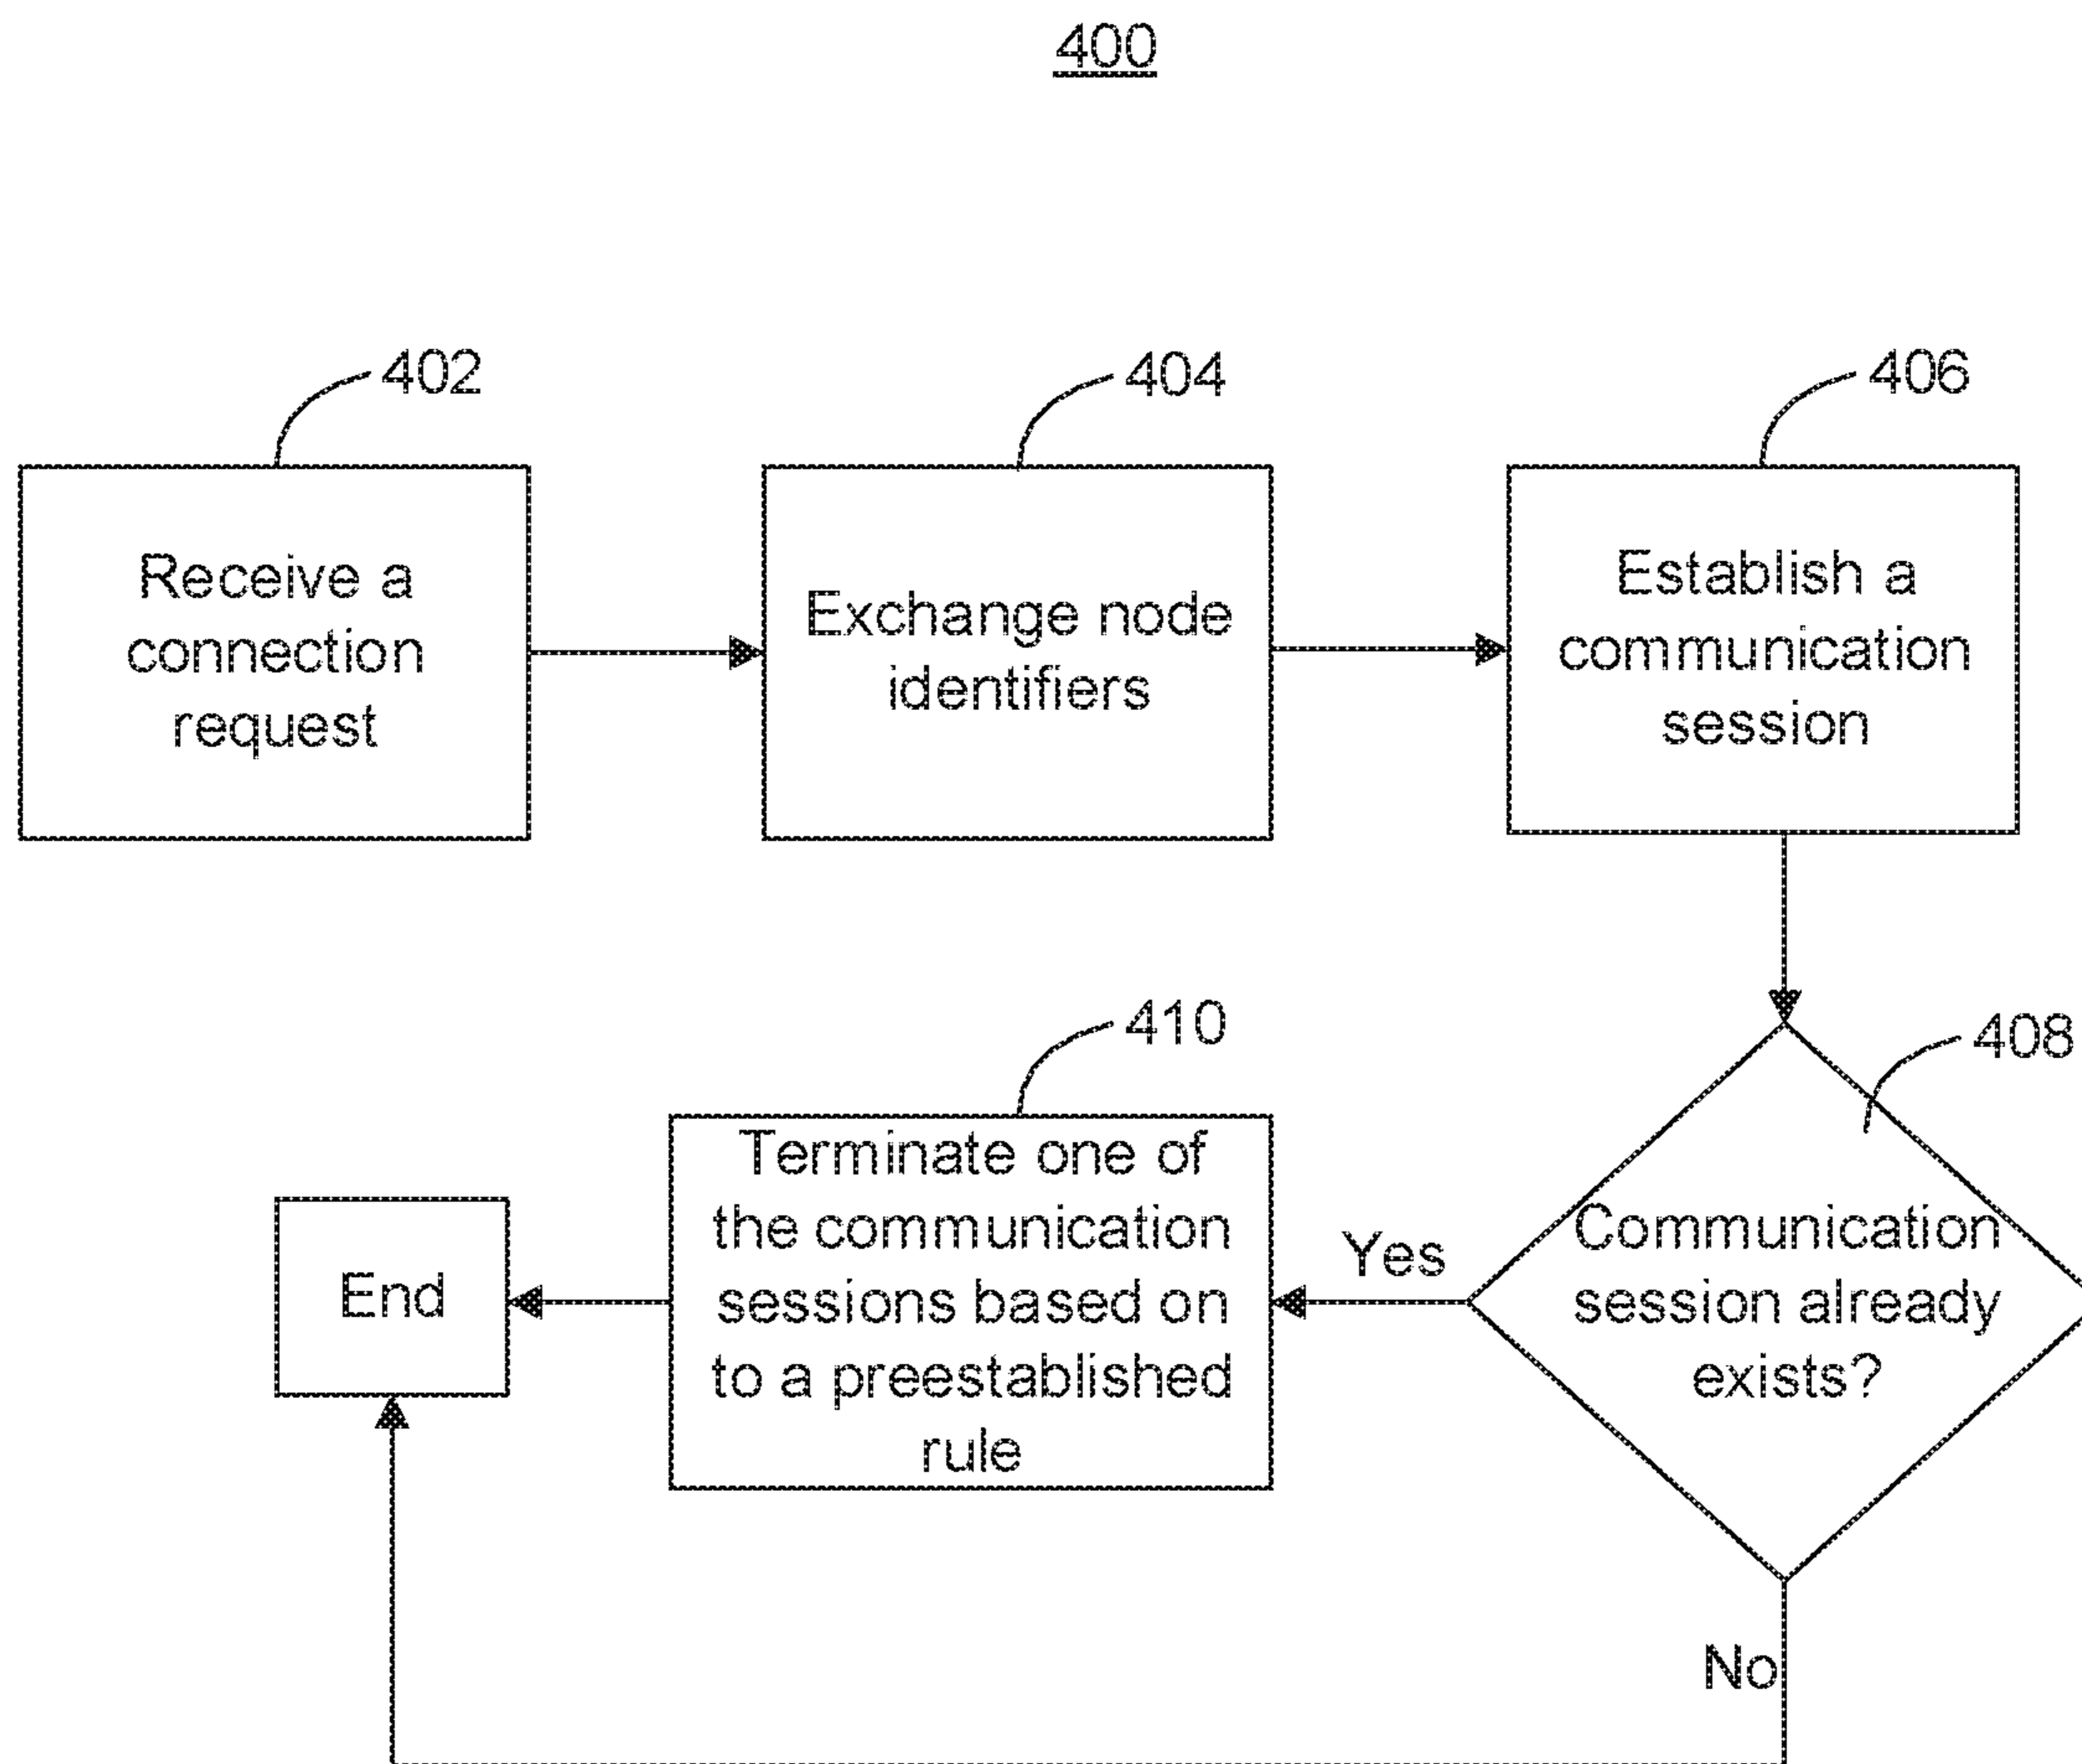 400
402
Receive a
connection
request
404
Exchange node
identifiers
406
Establish a
communication
session
408
Communication
session already
exists?
Yes
410
Terminate one of
the communication
sessions based on
to a preestablished
rule
End
No